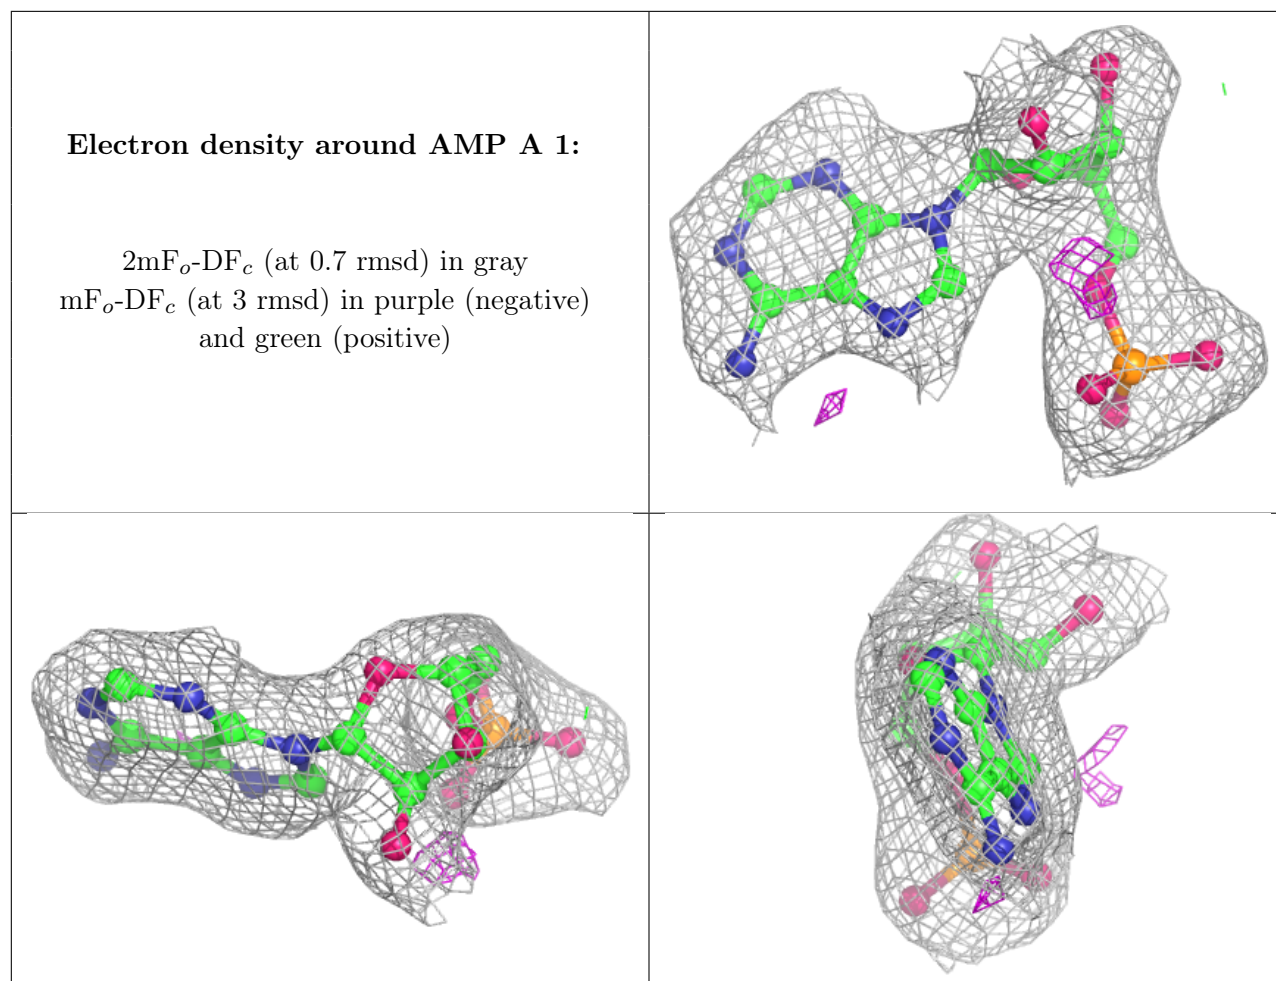 Electron density around AMP A 1:
2mFo-DFc (at 0.7 rmsd) in gray
mFo-DFc (at 3 rmsd) in purple (negative)
and green (positive)